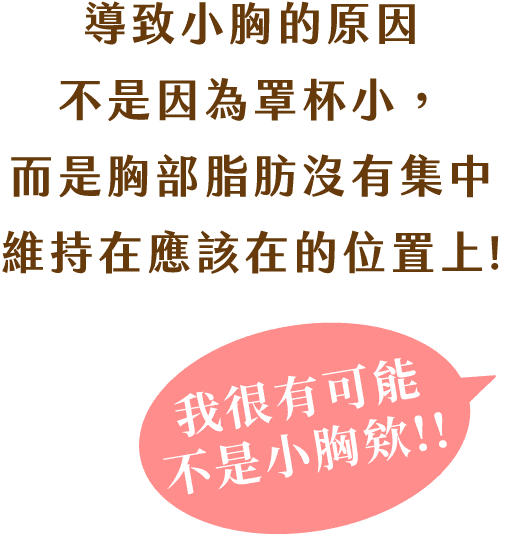 導致小胸的原因
不是因為罩杯小，
而是胸部脂肪沒有集中
維持在應該在的位置上!
我很有可能
不是小胸欸!!